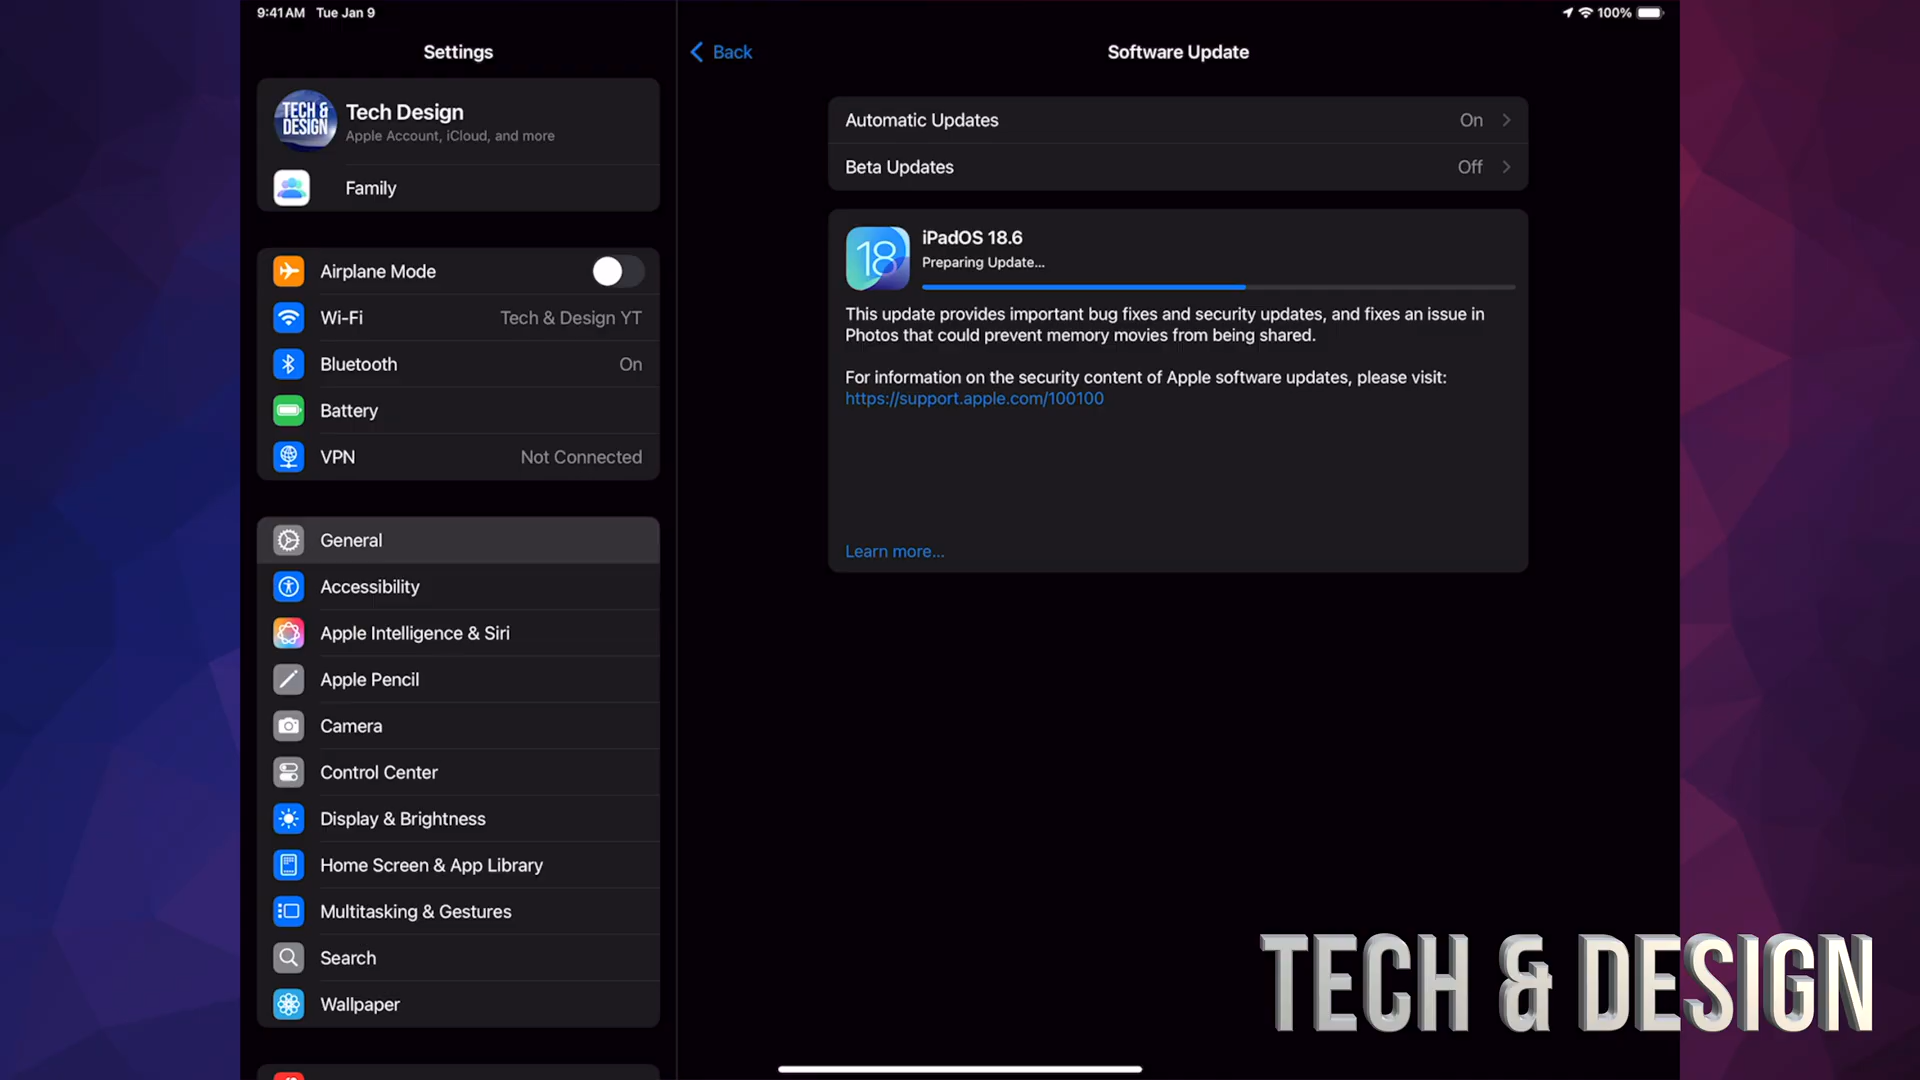 9:41 AM Tue Jan 9
100%
Settings
TECH &
DESIGN
Tech Design
Apple Account, iCloud, and more
Family
Airplane Mode
Wi-Fi
Tech & Design YT
Bluetooth
On
Battery
VPN
Not Connected
General
Accessibility
Apple Intelligence & Siri
Apple Pencil
Camera
Control Center
Display & Brightness
Home Screen & App Library
Multitasking & Gestures
Search
Wallpaper
Back
Software Update
Automatic Updates
On
Beta Updates
Off
18
iPadOS 18.6
Preparing Update...
This update provides important bug fixes and security updates, and fixes an issue in
Photos that could prevent memory movies from being shared.
For information on the security content of Apple software updates, please visit:
https://support.apple.com/100100
Learn more...
TECH & DESIGN